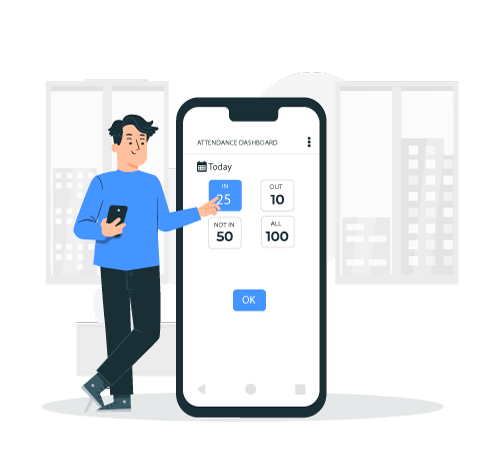 ATTENDANCE DASHBOARD
Today
IN OUT
25 10
NOT IN ALL
50 100
OK